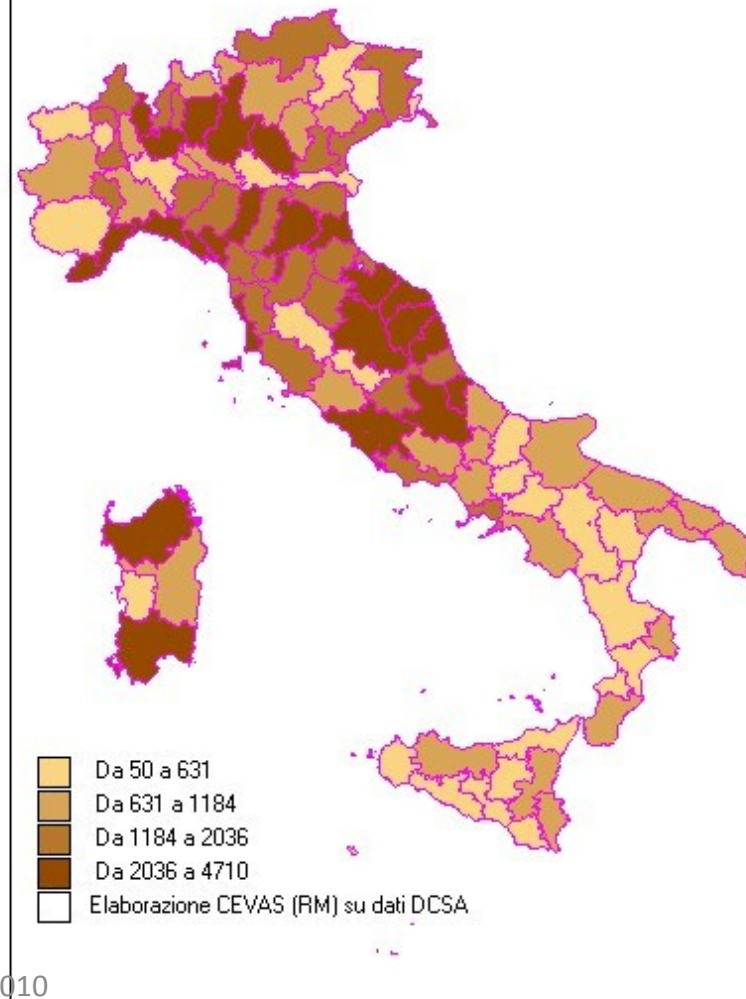 Da 50 a 631
Da 631 a 1184
Da 1184 a 2036
Da 2036 a 4710
Elaborazione CEVAS (RM) su dati DCSA
010